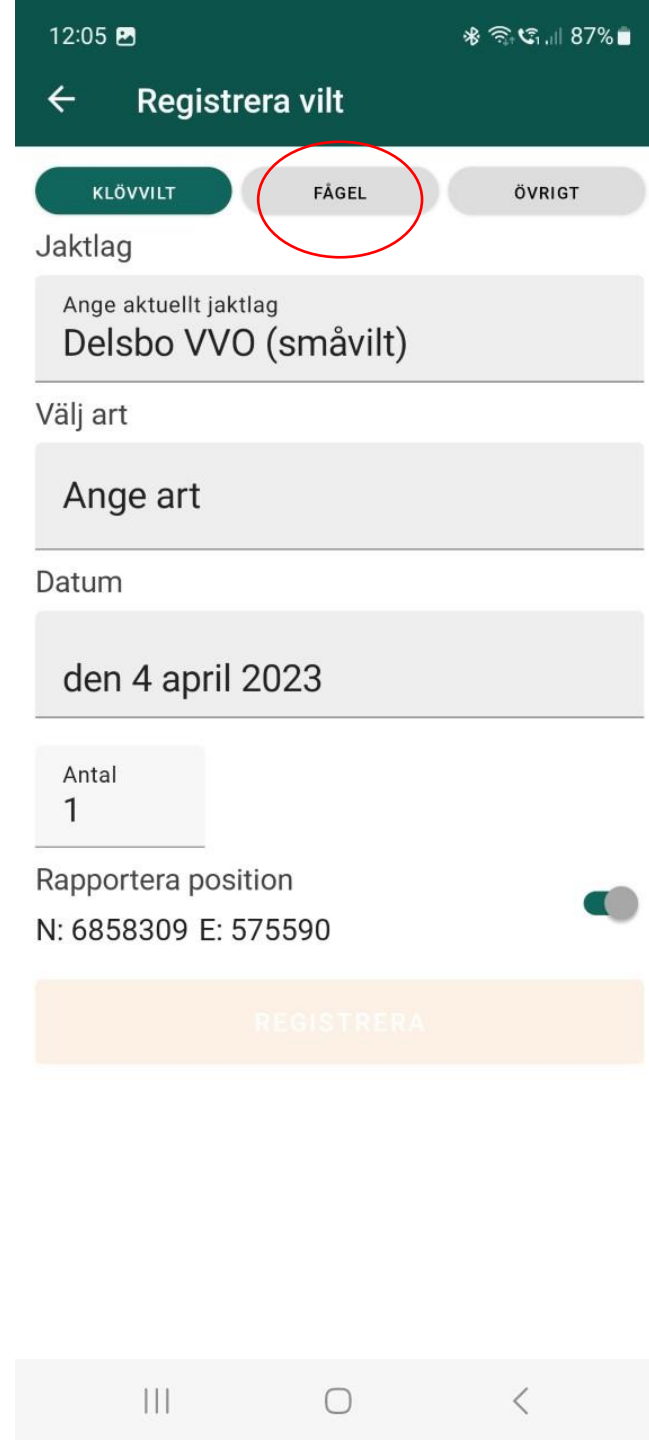 12:05 87%
Registrera vilt
KLÖVVILT FÅGEL ÖVRIGT
Jaktlag
Ange aktuellt jaktlag
Delsbo VVO (småvilt)
Välj art
Ange art
Datum
den 4 april 2023
Antal
1
Rapportera position
N: 6858309 E: 575590
REGISTRERA